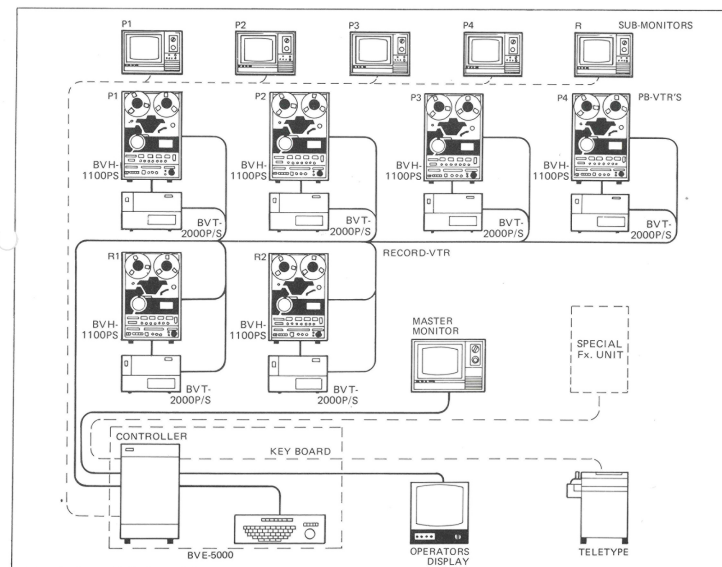 P1 P2 P3 P4 R SUB-MONITORS
P1 P2 P3 P4 PB-VTR'S
BVH- BVH- BVH- BVH-
1100PS 1100PS 1100PS 1100PS
BVT- BVT- BVT- BVT-
2000P/S 2000P/S 2000P/S 2000P/S
R1 R2 RECORD-VTR
BVH- BVH-
1100PS 1100PS
BVT- BVT-
2000P/S 2000P/S
MASTER
MONITOR
SPECIAL
Fx. UNIT
CONTROLLER
KEY BOARD
BVE-5000
OPERATORS
DISPLAY
TELETYPE